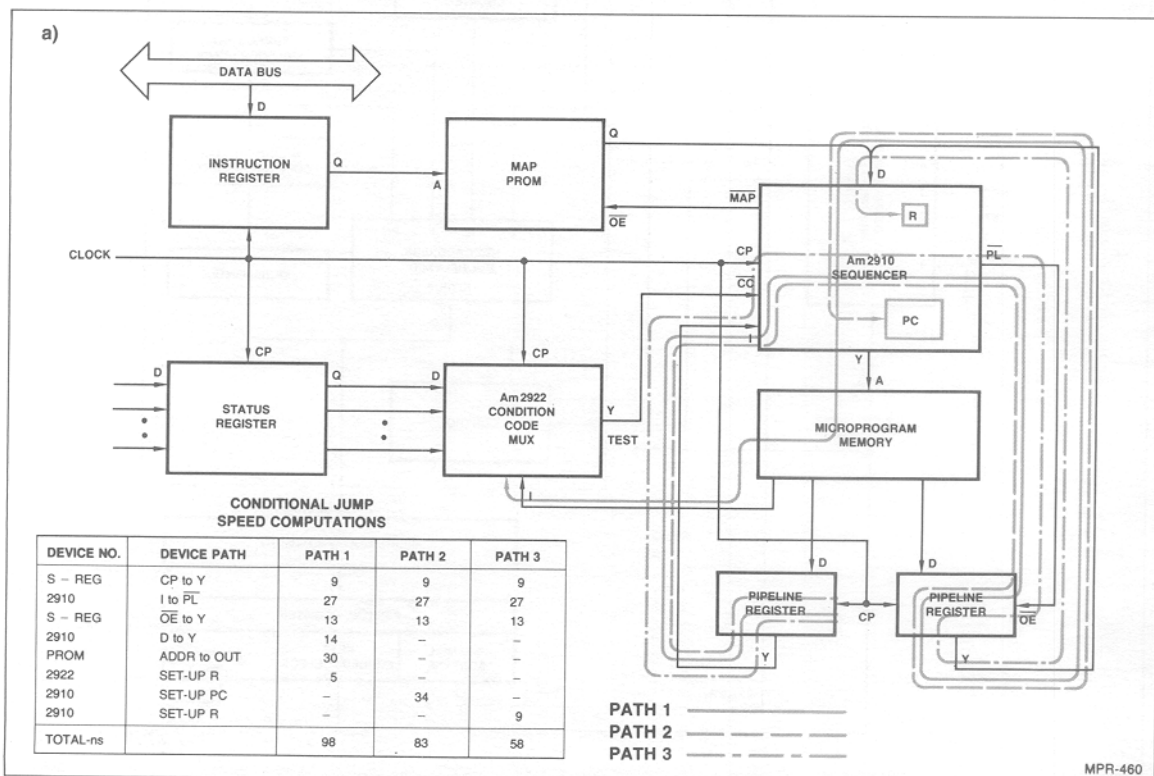 a)
DATA BUS
D
INSTRUCTION
REGISTER
Q
A
MAP
PROM
Q
OE
MAP
D
R
CLOCK
CP
CC
Am2910
SEQUENCER
PL
PC
I
Y
A
CP
CP
D
STATUS
REGISTER
Q
D
Am2922
CONDITION
CODE
MUX
Y
TEST
I
MICROPROGRAM
MEMORY
D
D
PIPELINE
REGISTER
CP
PIPELINE
REGISTER
OE
Y
Y
CONDITIONAL JUMP
SPEED COMPUTATIONS
DEVICE NO. DEVICE PATH PATH 1 PATH 2 PATH 3
S – REG CP to Y 9 9 9
2910 I to PL 27 27 27
S – REG OE to Y 13 13 13
2910 D to Y 14 – –
PROM ADDR to OUT 30 – –
2922 SET-UP R 5 – –
2910 SET-UP PC – 34 –
2910 SET-UP R – – 9
TOTAL-ns 98 83 58
PATH 1
PATH 2
PATH 3
MPR-460